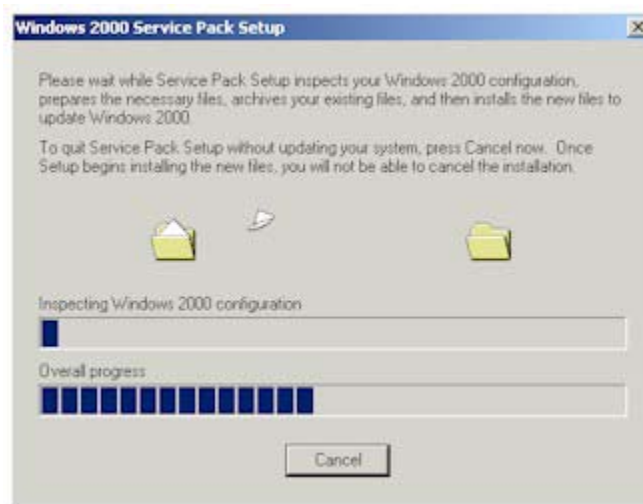 Windows 2000 Service Pack Setup
Please wait while Service Pack Setup inspects your Windows 2000 configuration,
prepares the necessary files, archives your existing files, and then installs the new files to
update Windows 2000.
To quit Service Pack Setup without updating your system, press Cancel now. Once
Setup begins installing the new files, you will not be able to cancel the installation.
Inspecting Windows 2000 configuration
Overall progress
Cancel